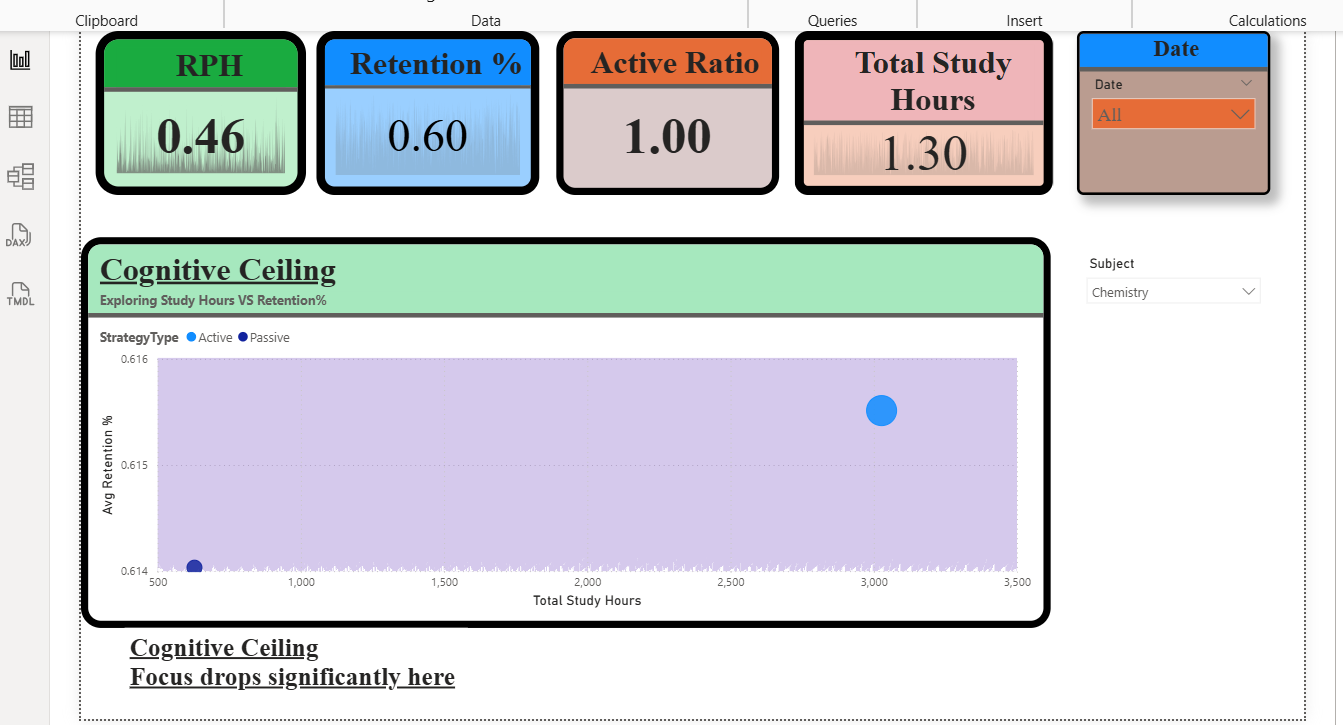 Clipboard
Data
Queries
Insert
Calculations
RPH
0.46
Retention %
0.60
Active Ratio
1.00
Total Study
Hours
1.30
Date
Date
All
DAX
TMDL
Cognitive Ceiling
Exploring Study Hours VS Retention%
StrategyType Active Passive
Avg Retention %
0.616
0.615
0.614
500 1,000 1,500 2,000 2,500 3,000 3,500
Total Study Hours
Subject
Chemistry
Cognitive Ceiling
Focus drops significantly here